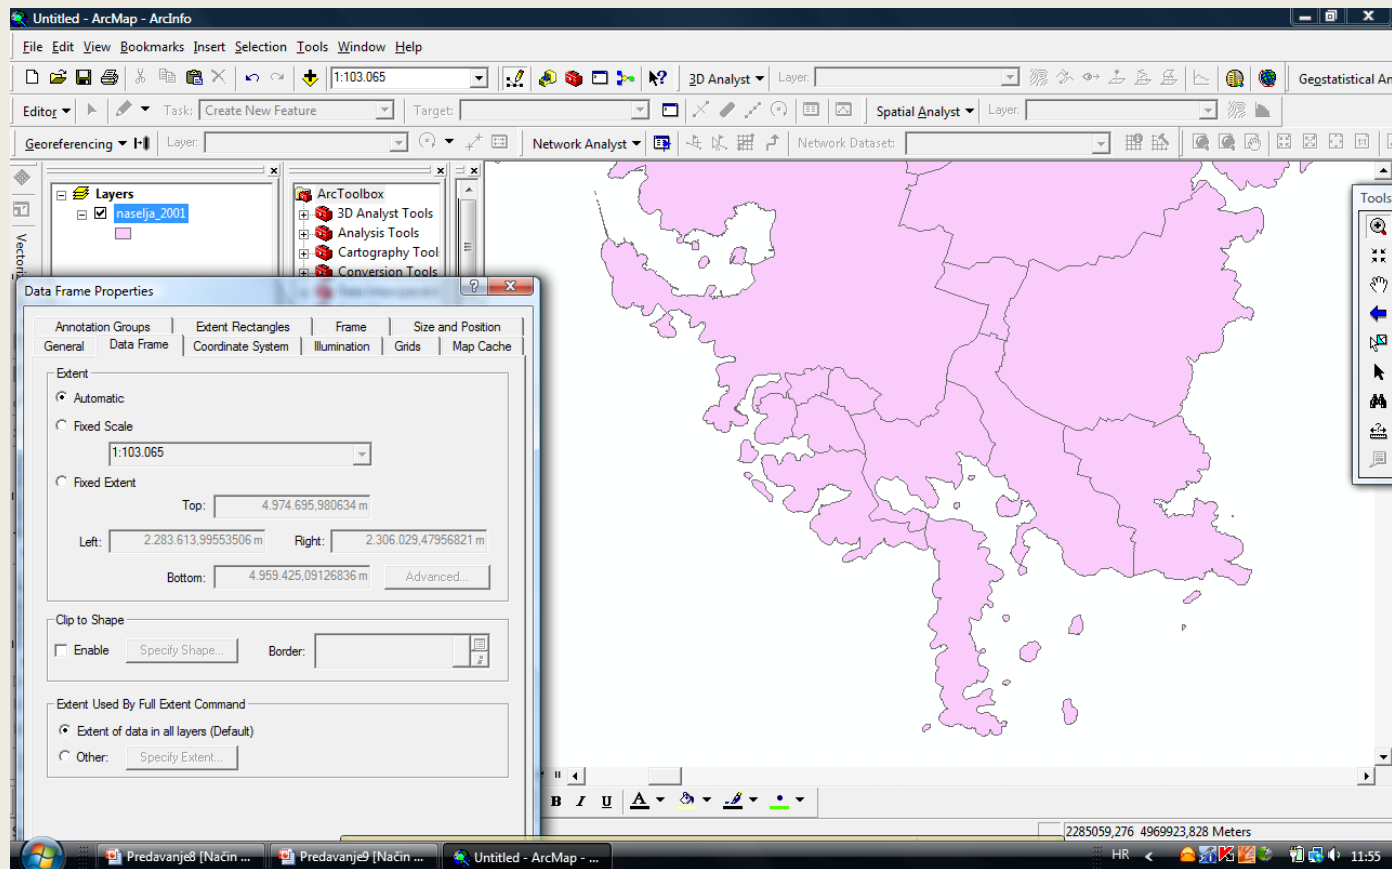 Untitled - ArcMap - ArcInfo
File Edit View Bookmarks Insert Selection Tools Window Help
1:103.065
3D Analyst Layer:
Geostatistical An
Editor Task: Create New Feature Target:
Spatial Analyst Layer:
Georeferencing Layer:
Network Analyst Network Dataset:
Layers
naselja_2001
ArcToolbox
3D Analyst Tools
Analysis Tools
Cartography Tool
Conversion Tools
Tools
Data Frame Properties
Annotation Groups Extent Rectangles Frame Size and Position
General Data Frame Coordinate System Illumination Grids Map Cache
Extent
Automatic
Fixed Scale
1:103.065
Fixed Extent
Top: 4.974.695,980634 m
Left: 2.283.613,99553506 m Right: 2.306.029,47956821 m
Bottom: 4.959.425,09126836 m Advanced...
Clip to Shape
Enable Specify Shape... Border:
Extent Used By Full Extent Command
Extent of data in all layers (Default)
Other: Specify Extent...
B I U A
2285059,276 4969923,828 Meters
Predavanje8 [Način ... Predavanje9 [Način ... Untitled - ArcMap - ... HR 11:55